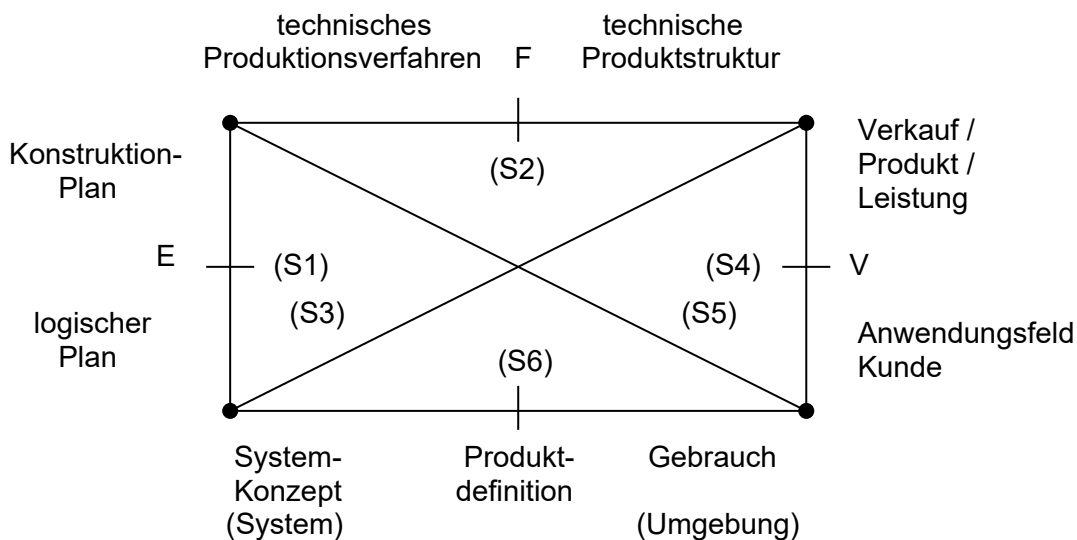 technisches
Produktionsverfahren
F
technische
Produktstruktur
Konstruktion-
Plan
(S2)
Verkauf /
Produkt /
Leistung
E
(S1)
(S3)
(S4)
(S5)
V
logischer
Plan
Anwendungsfeld
Kunde
(S6)
System-
Konzept
(System)
Produkt-
definition
Gebrauch
(Umgebung)